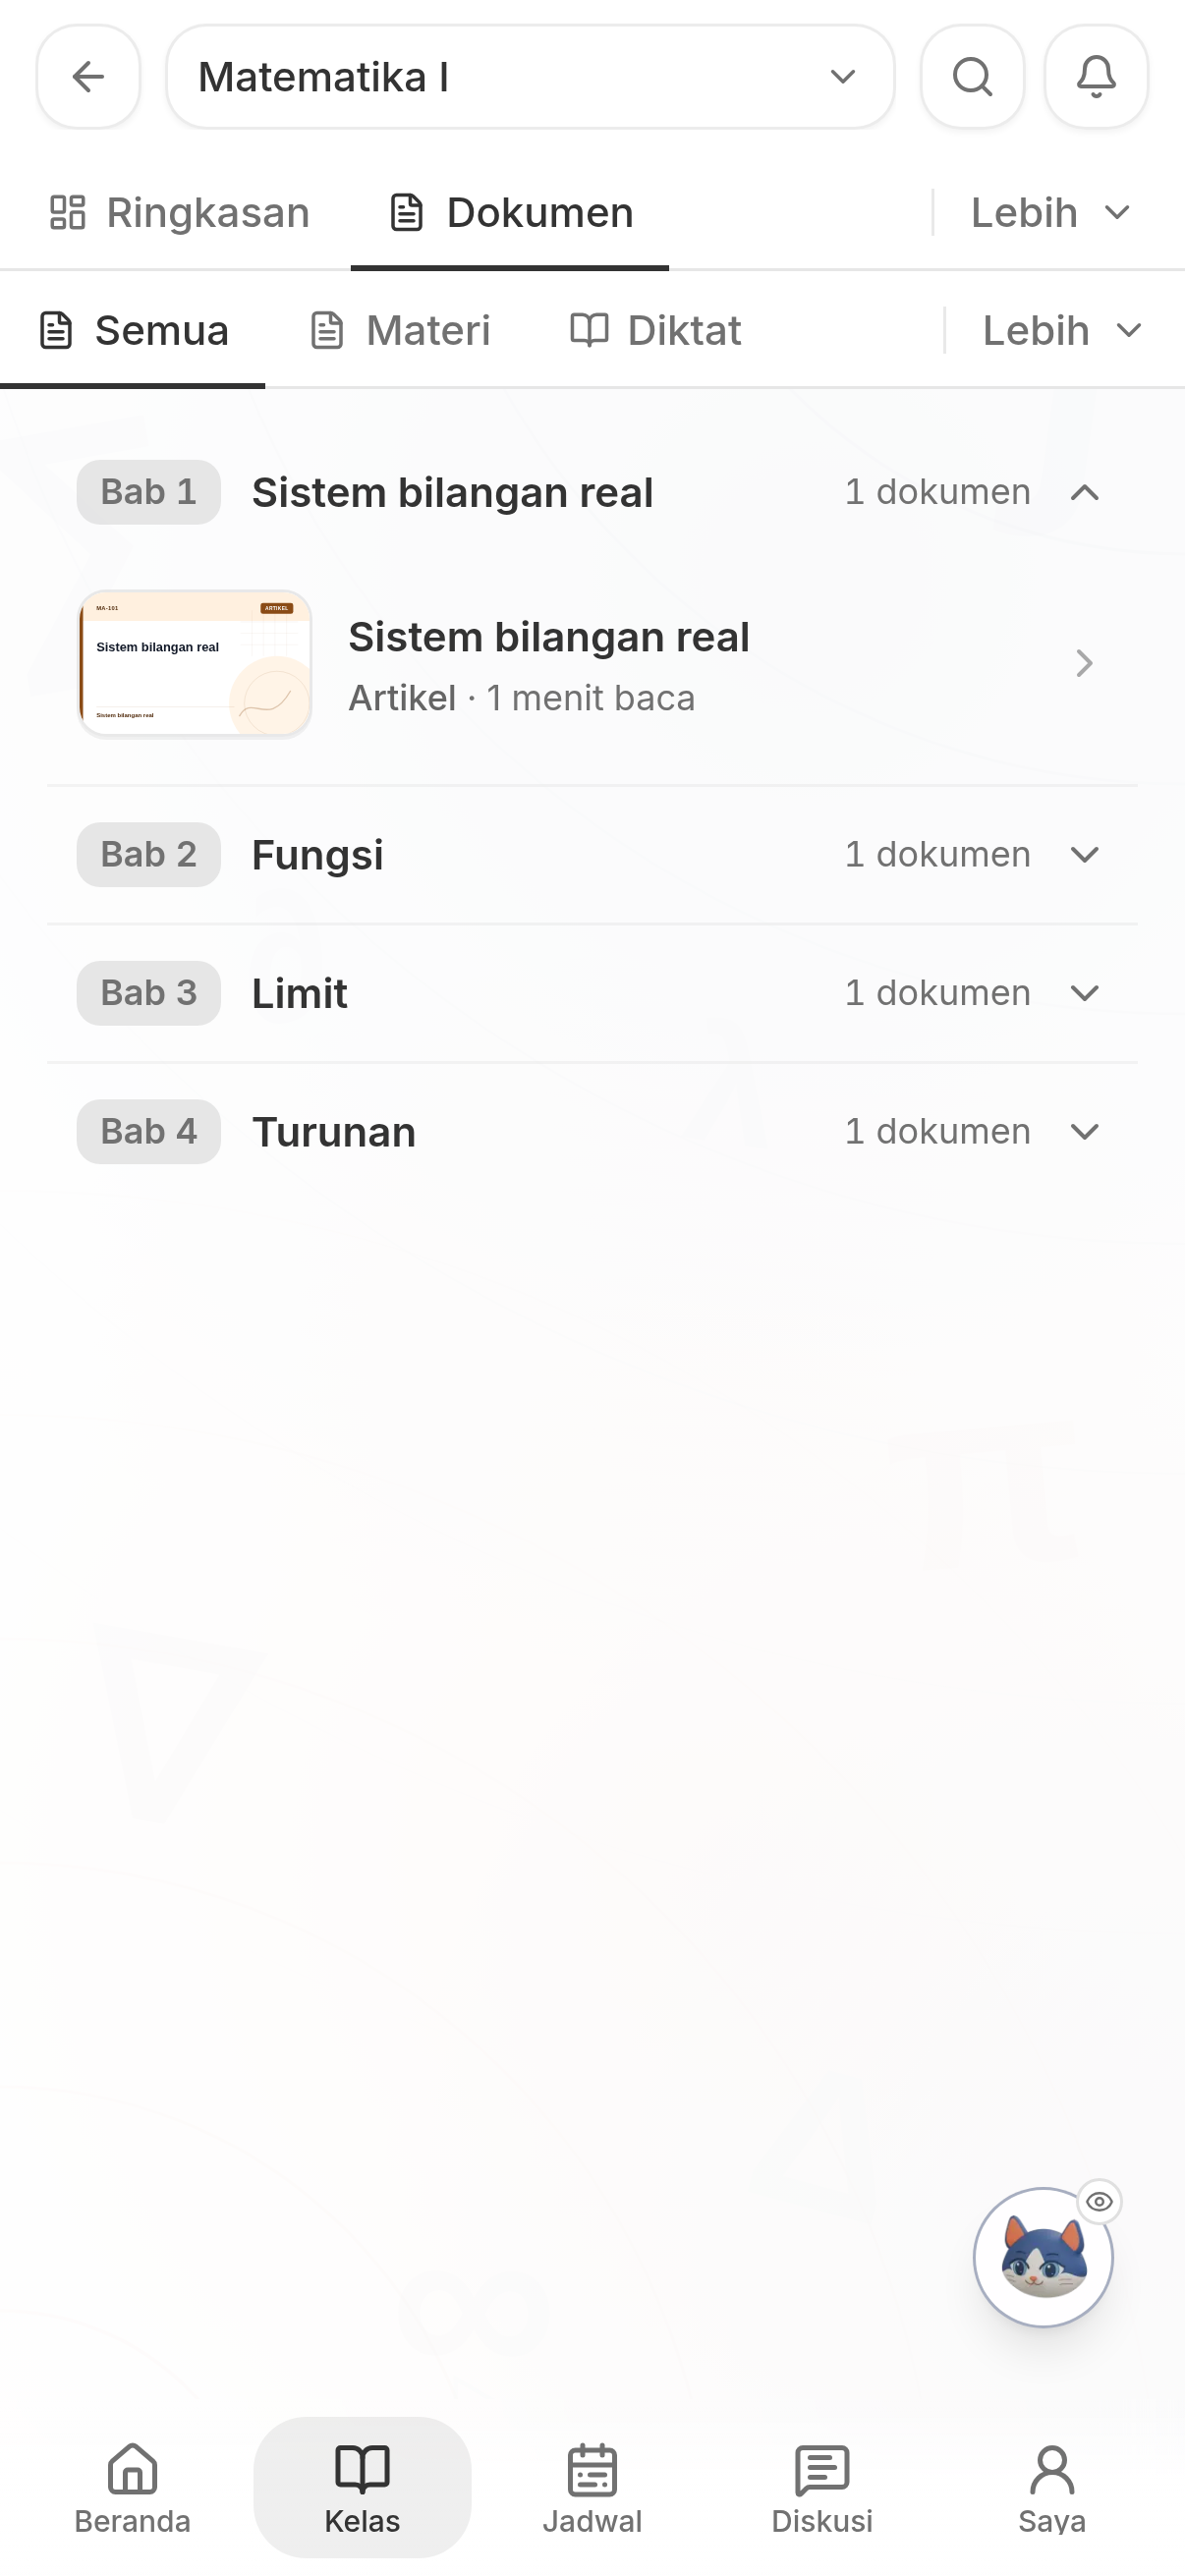 Matematika I
Ringkasan Dokumen Lebih
Semua Materi Diktat Lebih
Bab 1 Sistem bilangan real 1 dokumen
MA-101 ARTIKEL
Sistem bilangan real
Sistem bilangan real
Sistem bilangan real
Artikel · 1 menit baca
Bab 2 Fungsi 1 dokumen
Bab 3 Limit 1 dokumen
Bab 4 Turunan 1 dokumen
Beranda Kelas Jadwal Diskusi Saya